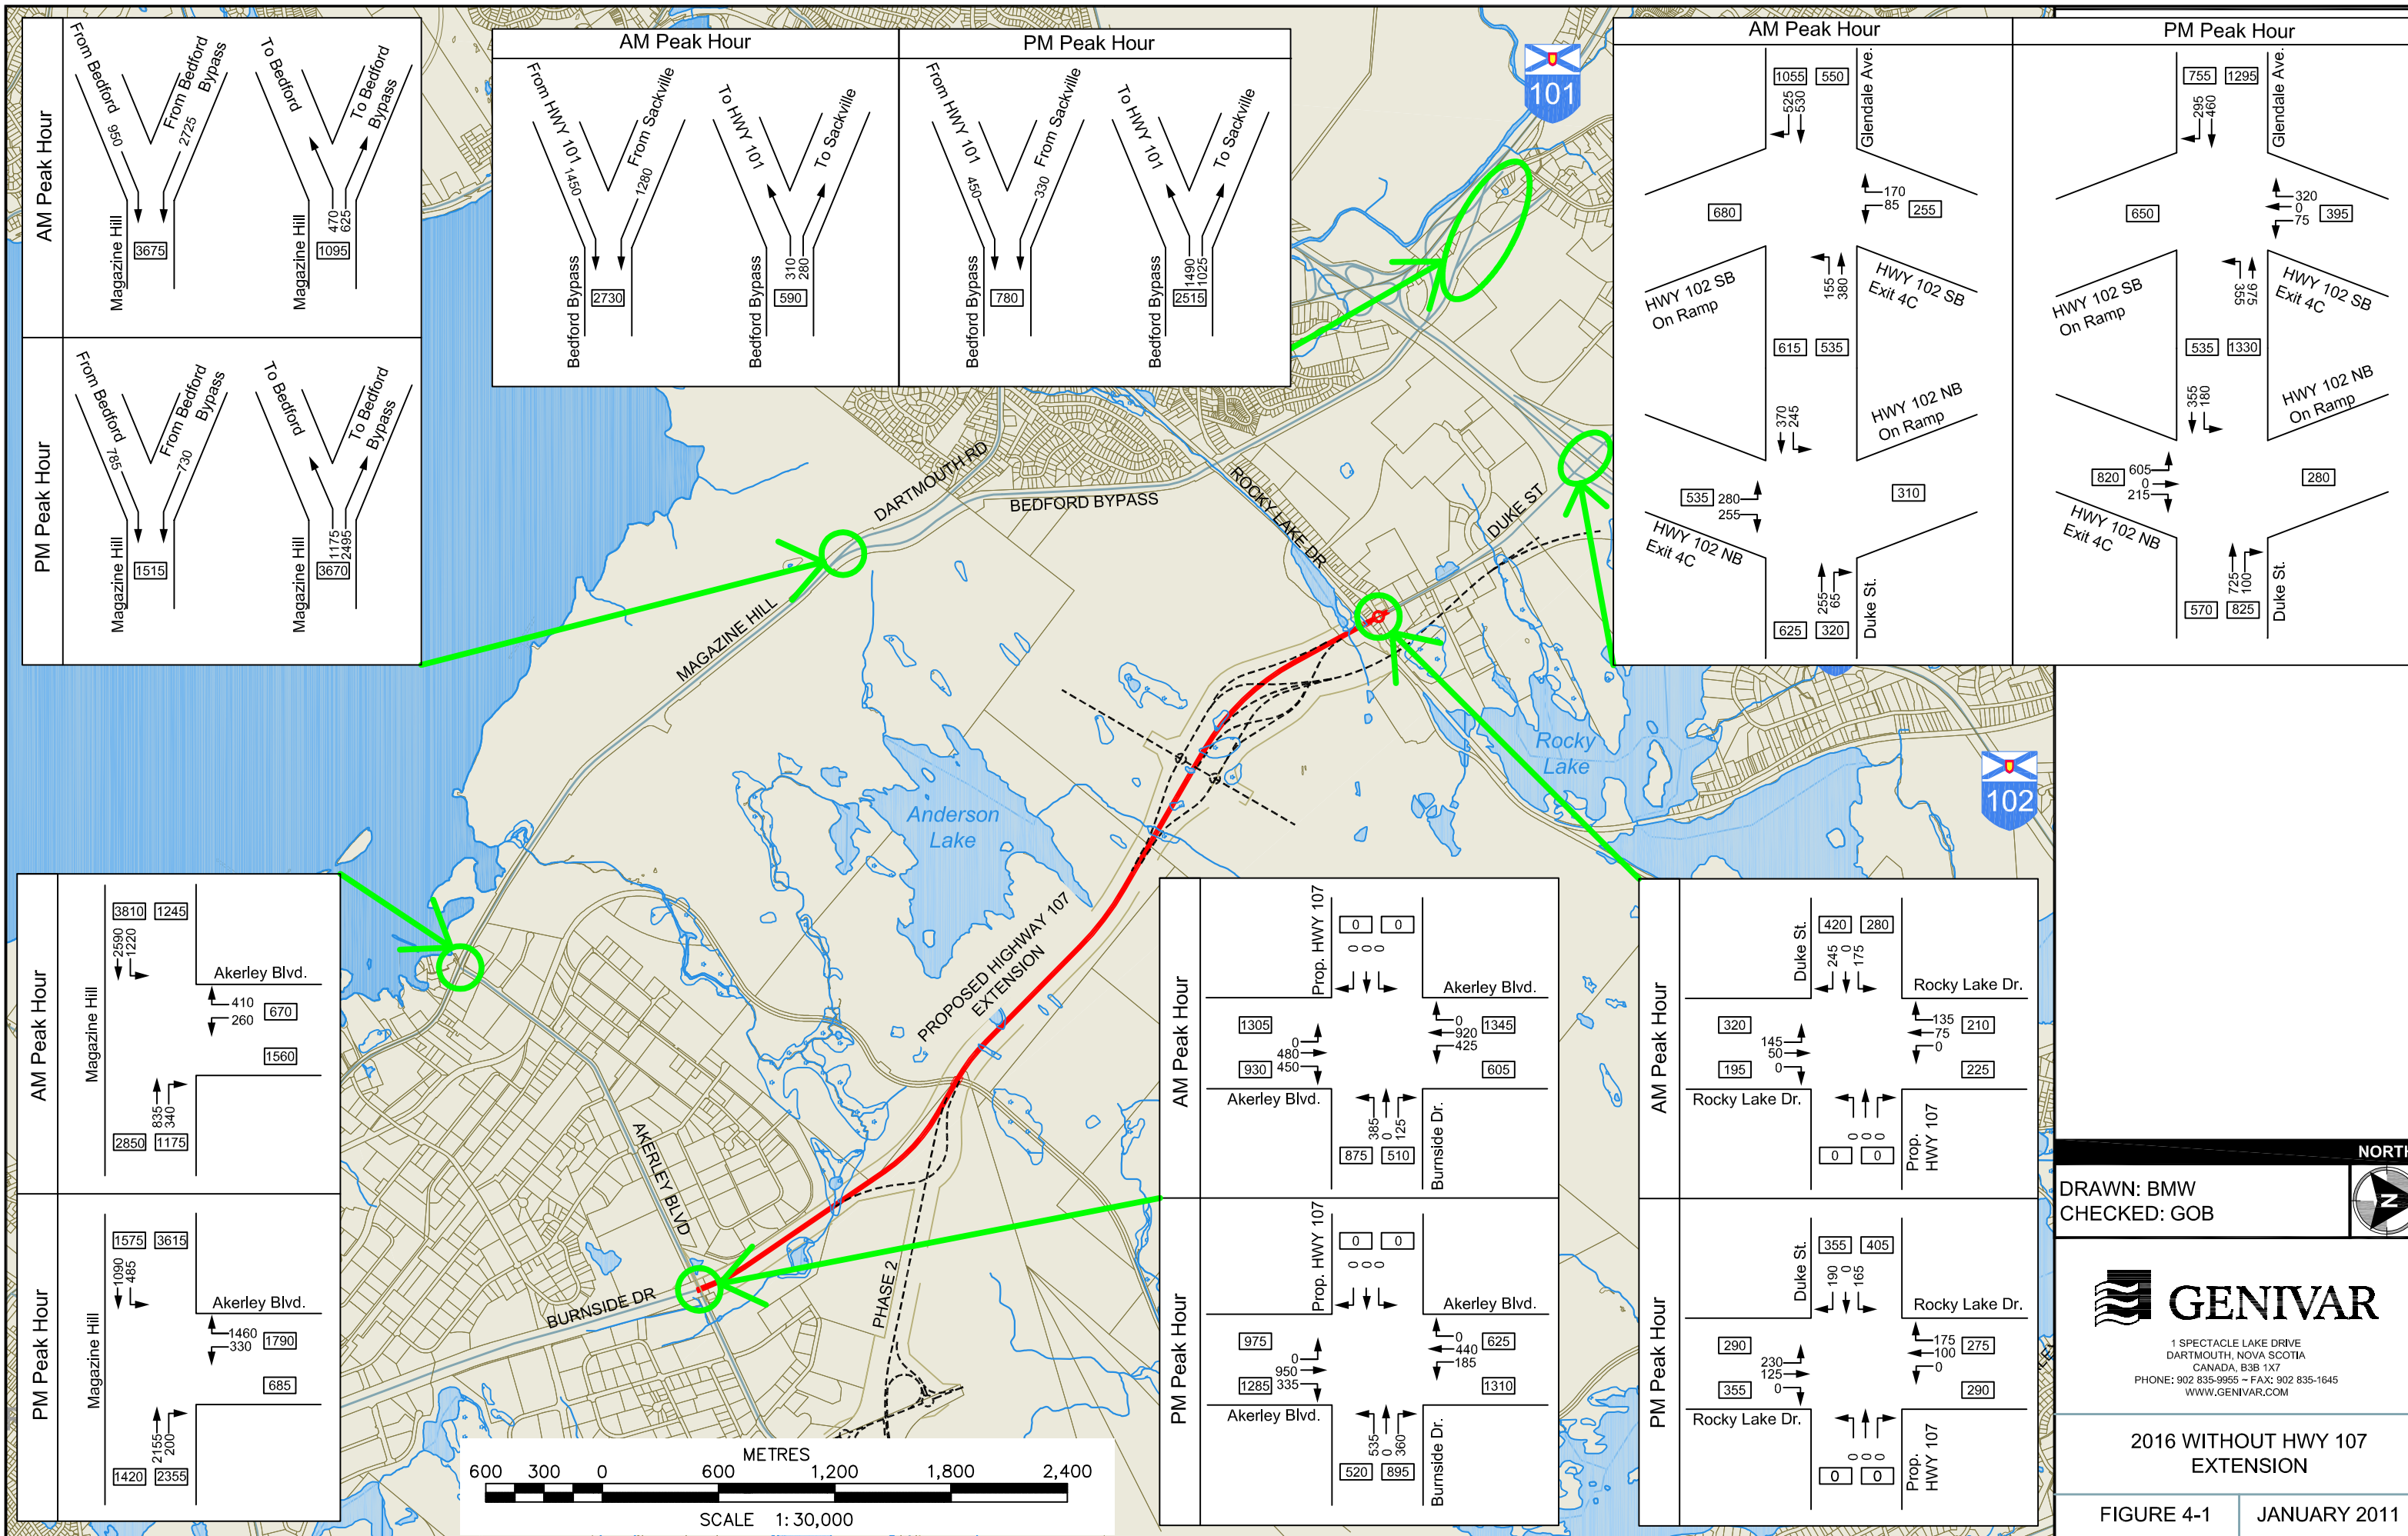 AM Peak Hour
From Bedford
950
From Bedford
Bypass
2725
Magazine Hill
3675
To Bedford
To Bedford
Bypass
470
625
Magazine Hill
1095
PM Peak Hour
From Bedford
785
From Bedford
Bypass
730
Magazine Hill
1515
To Bedford
To Bedford
Bypass
1175
2495
Magazine Hill
3670
AM Peak Hour
From HWY 101
1450
From Sackville
1280
Bedford Bypass
2730
To HWY 101
To Sackville
310
280
Bedford Bypass
590
PM Peak Hour
From HWY 101
450
From Sackville
330
Bedford Bypass
780
To HWY 101
To Sackville
1490
1025
Bedford Bypass
2515
101
AM Peak Hour
1055 550
525
530
Glendale Ave.
170
85
255
680
HWY 102 SB
On Ramp
155
380
HWY 102 SB
Exit 4C
615 535
370
245
HWY 102 NB
On Ramp
535
280
255
310
HWY 102 NB
Exit 4C
255
65
Duke St.
625 320
PM Peak Hour
755 1295
295
460
Glendale Ave.
320
0
75
395
650
HWY 102 SB
On Ramp
355
975
HWY 102 SB
Exit 4C
535 1330
355
180
HWY 102 NB
On Ramp
820
605
0
215
280
HWY 102 NB
Exit 4C
725
100
Duke St.
570 825
DARTMOUTH RD
BEDFORD BYPASS
ROCKY LAKE DR
DUKE ST
MAGAZINE HILL
Anderson
Lake
Rocky
Lake
102
PROPOSED HIGHWAY 107
EXTENSION
AKERLEY BLVD
BURNSIDE DR
PHASE 2
AM Peak Hour
3810 1245
2590
1220
Magazine Hill
Akerley Blvd.
410
260
670
1560
835
340
2850 1175
PM Peak Hour
1575 3615
1090
485
Magazine Hill
Akerley Blvd.
1460
330
1790
685
2155
200
1420 2355
AM Peak Hour
Prop. HWY 107
0 0
0 0 0
Akerley Blvd.
1305
0
480
450
930
0
920
425
1345
605
Akerley Blvd.
385
0
125
Burnside Dr.
875 510
PM Peak Hour
Prop. HWY 107
0 0
0 0 0
Akerley Blvd.
975
0
950
335
1285
0
440
185
625
1310
Akerley Blvd.
535
0
360
Burnside Dr.
520 895
AM Peak Hour
Duke St.
420 280
245
0
175
Rocky Lake Dr.
320
145
50
0
195
135
75
0
210
225
Rocky Lake Dr.
0 0 0
0 0
Prop.
HWY 107
PM Peak Hour
Duke St.
355 405
190
0
165
Rocky Lake Dr.
290
230
125
0
355
175
100
0
275
290
Rocky Lake Dr.
0 0 0
0 0
Prop.
HWY 107
METRES
600 300 0 600 1,200 1,800 2,400
SCALE 1:30,000
NORTH
N
DRAWN: BMW
CHECKED: GOB
GENIVAR
1 SPECTACLE LAKE DRIVE
DARTMOUTH, NOVA SCOTIA
CANADA, B3B 1X7
PHONE: 902 835-9955 ~ FAX: 902 835-1645
WWW.GENIVAR.COM
2016 WITHOUT HWY 107
EXTENSION
FIGURE 4-1
JANUARY 2011